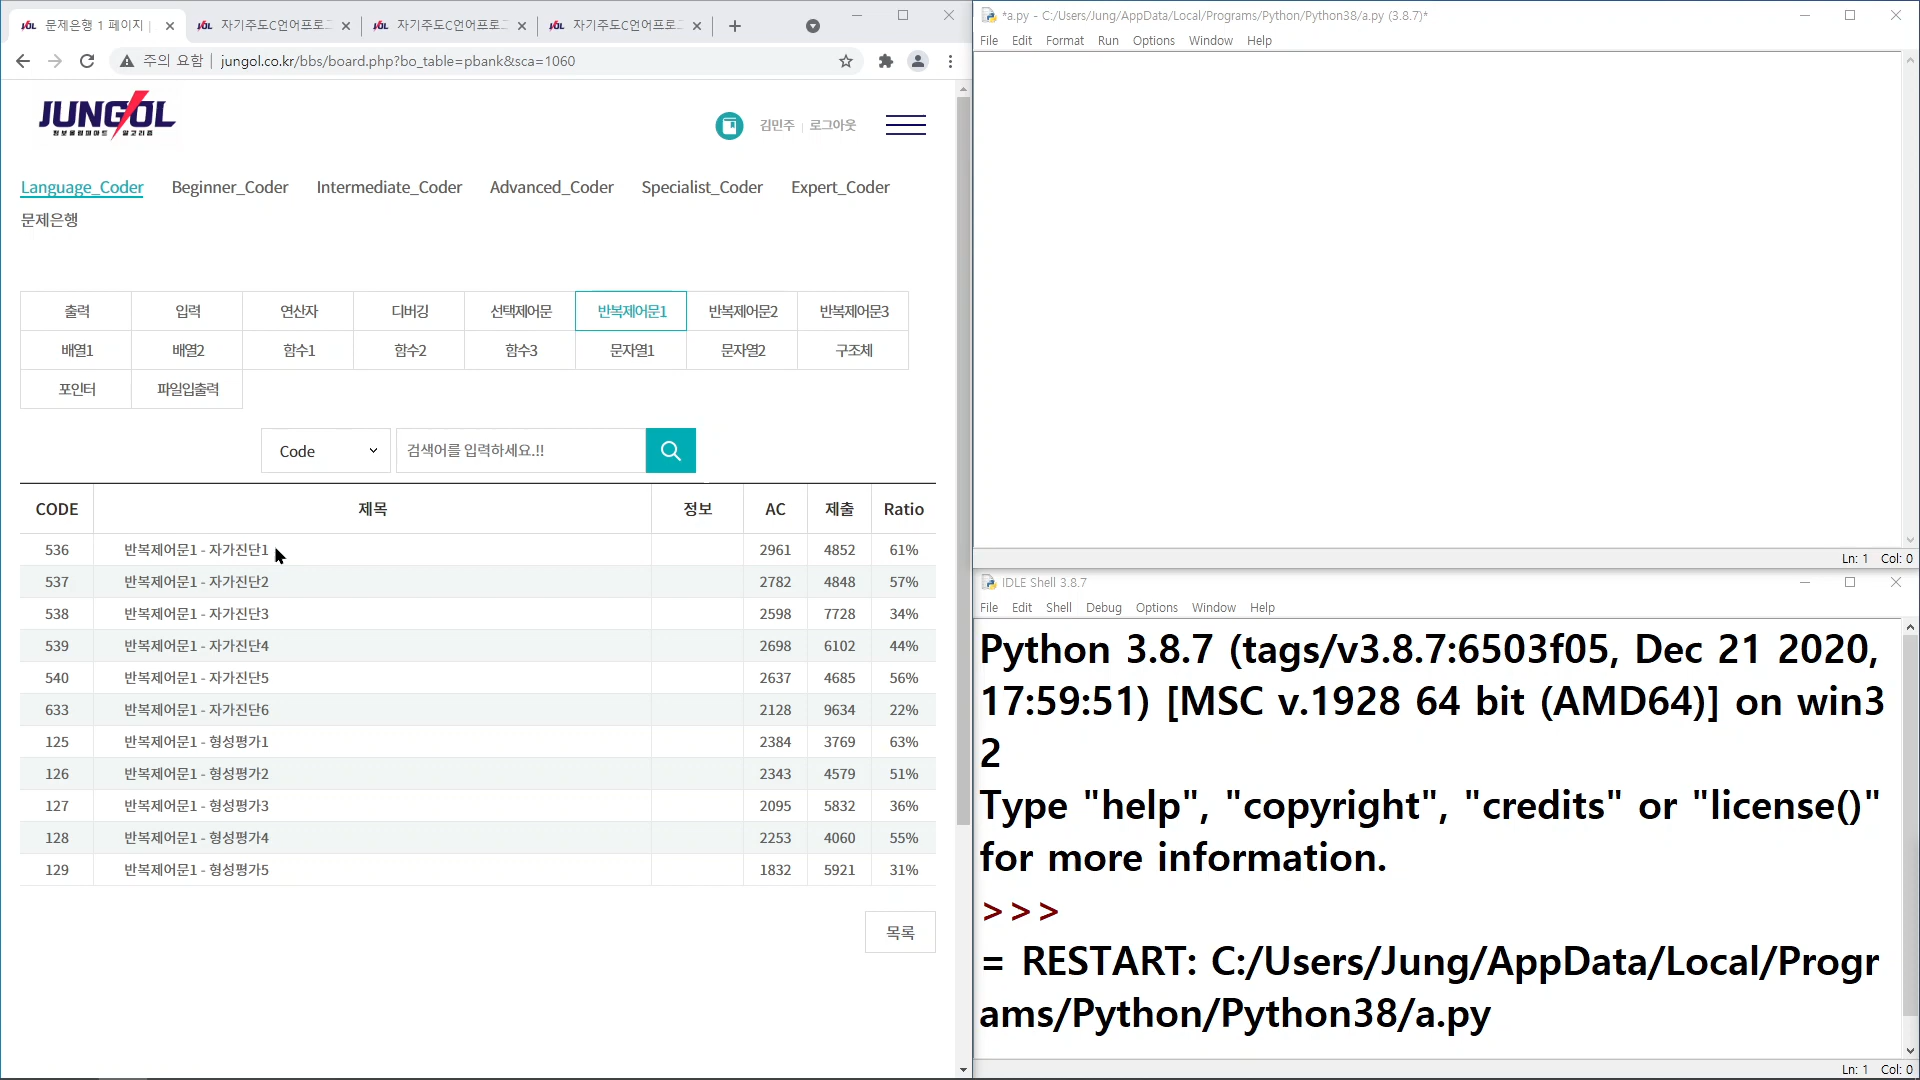 문제은행 1 페이지 |
자기주도C언어프로그
자기주도C언어프로그
자기주도C언어프로그
주의 요함 | jungol.co.kr/bbs/board.php?bo_table=pbank&sca=1060
JUNGOL
정보올림피아드 | 알고리즘
김민주 | 로그아웃
Language_Coder Beginner_Coder Intermediate_Coder Advanced_Coder Specialist_Coder Expert_Coder
문제은행
출력 입력 연산자 디버깅 선택제어문 반복제어문1 반복제어문2 반복제어문3
배열1 배열2 함수1 함수2 함수3 문자열1 문자열2 구조체
포인터 파일입출력
Code 검색어를 입력하세요.!!
CODE 제목 정보 AC 제출 Ratio
536 반복제어문1 - 자가진단1 2961 4852 61%
537 반복제어문1 - 자가진단2 2782 4848 57%
538 반복제어문1 - 자가진단3 2598 7728 34%
539 반복제어문1 - 자가진단4 2698 6102 44%
540 반복제어문1 - 자가진단5 2637 4685 56%
633 반복제어문1 - 자가진단6 2128 9634 22%
125 반복제어문1 - 형성평가1 2384 3769 63%
126 반복제어문1 - 형성평가2 2343 4579 51%
127 반복제어문1 - 형성평가3 2095 5832 36%
128 반복제어문1 - 형성평가4 2253 4060 55%
129 반복제어문1 - 형성평가5 1832 5921 31%
목록
*a.py - C:/Users/Jung/AppData/Local/Programs/Python/Python38/a.py (3.8.7)*
File Edit Format Run Options Window Help
Ln: 1 Col: 0
IDLE Shell 3.8.7
File Edit Shell Debug Options Window Help
Python 3.8.7 (tags/v3.8.7:6503f05, Dec 21 2020,
17:59:51) [MSC v.1928 64 bit (AMD64)] on win3
2
Type "help", "copyright", "credits" or "license()"
for more information.
>>>
= RESTART: C:/Users/Jung/AppData/Local/Progr
ams/Python/Python38/a.py
Ln: 1 Col: 0